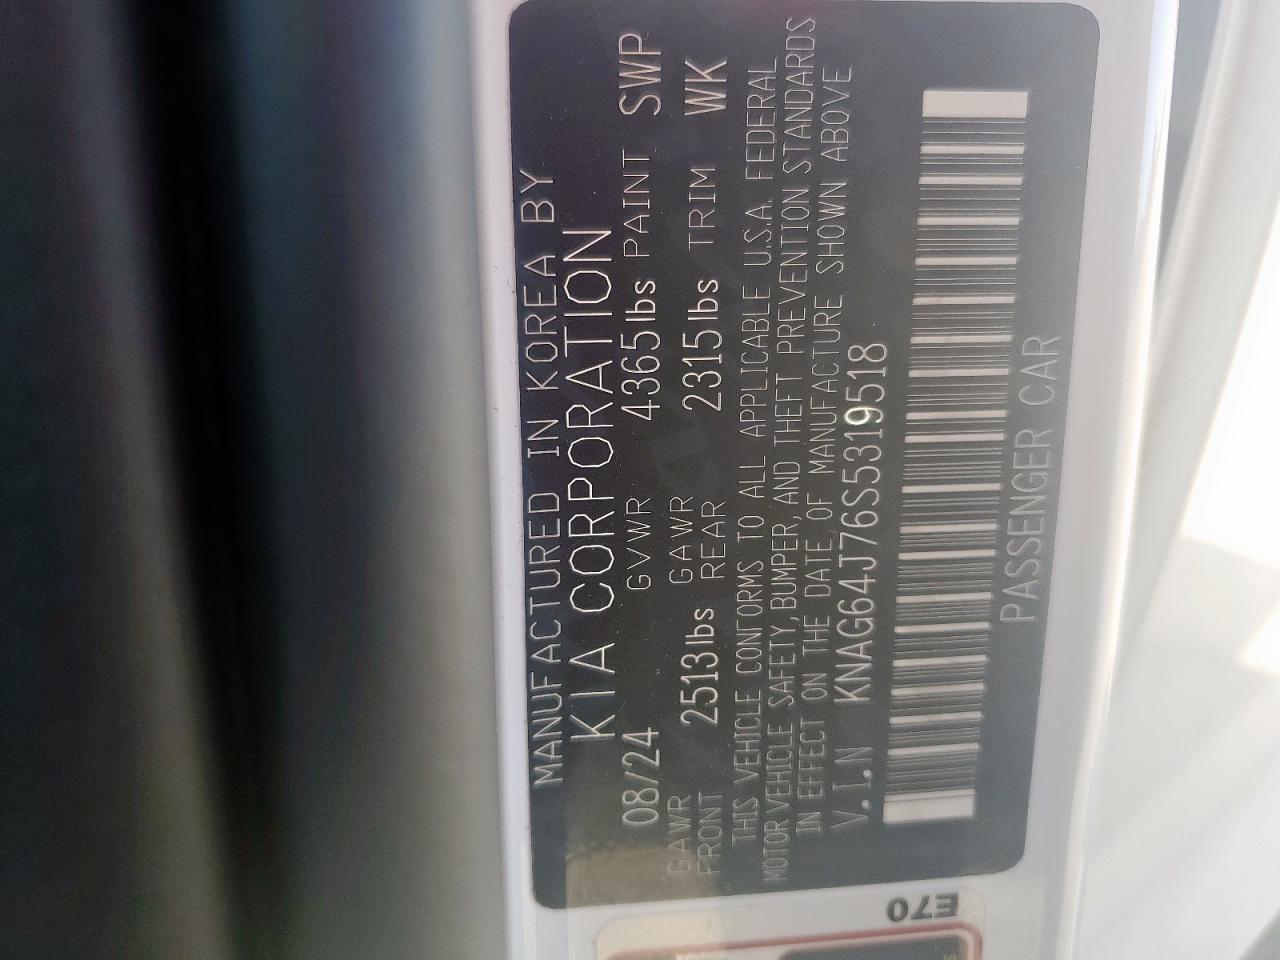 MANUFACTURED IN KOREA BY
KIA CORPORATION
08/24 GVWR 4365lbs PAINT SWP
GAWR FRONT 2513lbs GAWR REAR 2315lbs TRIM WK
THIS VEHICLE CONFORMS TO ALL APPLICABLE U.S.A. FEDERAL
MOTOR VEHICLE SAFETY, BUMPER, AND THEFT PREVENTION STANDARDS
IN EFFECT ON THE DATE OF MANUFACTURE SHOWN ABOVE
V.I.N KNAG64J76S5319518
PASSENGER CAR
E70